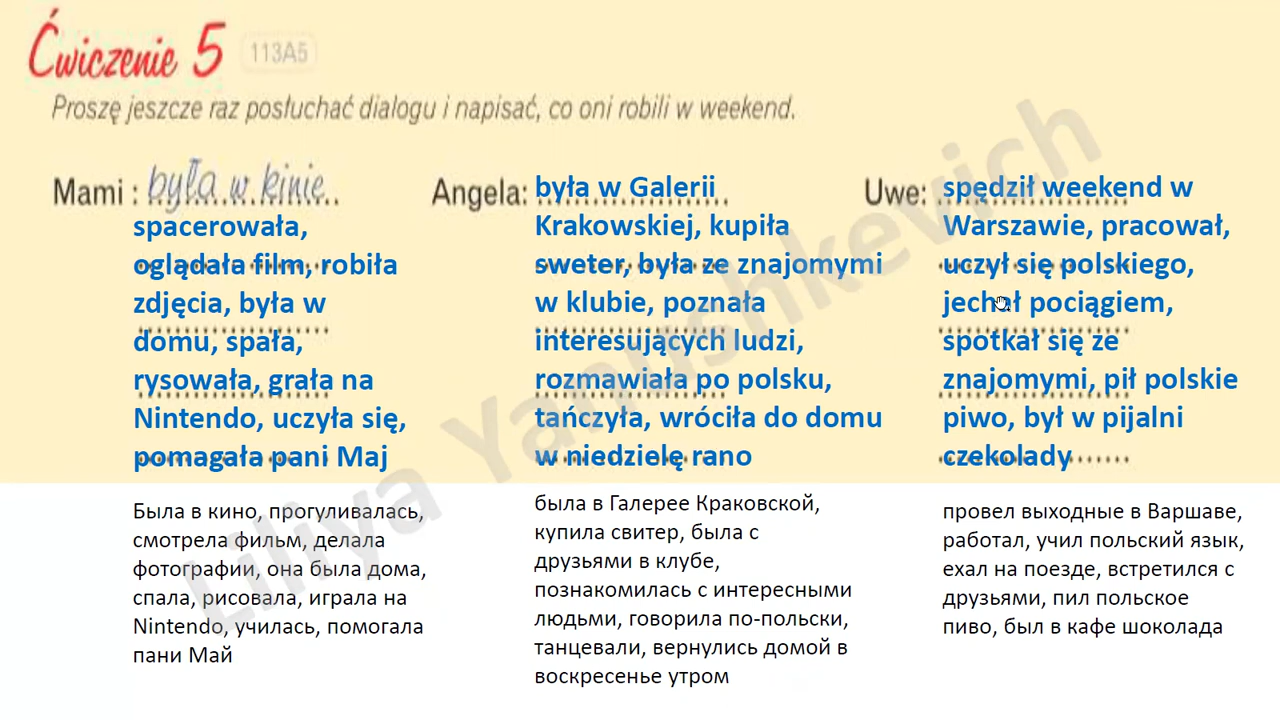 Ćwiczenie 5 113A5
Proszę jeszcze raz posłuchać dialogu i napisać, co oni robili w weekend.
Mami : była w kinie
spacerowała,
oglądała film, robiła
zdjęcia, była w
domu, spała,
rysowała, grała na
Nintendo, uczyła się,
pomagała pani Maj
Angela: była w Galerii
Krakowskiej, kupiła
sweter, była ze znajomymi
w klubie, poznała
interesujących ludzi,
rozmawiała po polsku,
tańczyła, wróciła do domu
w niedzielę rano
Uwe: spędził weekend w
Warszawie, pracował,
uczył się polskiego,
jechał pociągiem,
spotkał się ze
znajomymi, pił polskie
piwo, był w pijalni
czekolady
Была в кино, прогуливалась,
смотрела фильм, делала
фотографии, она была дома,
спала, рисовала, играла на
Nintendo, училась, помогала
пани Май
была в Галерее Краковской,
купила свитер, была с
друзьями в клубе,
познакомилась с интересными
людьми, говорила по-польски,
танцевали, вернулись домой в
воскресенье утром
провел выходные в Варшаве,
работал, учил польский язык,
ехал на поезде, встретился с
друзьями, пил польское
пиво, был в кафе шоколада
Liliya Yanushkevich